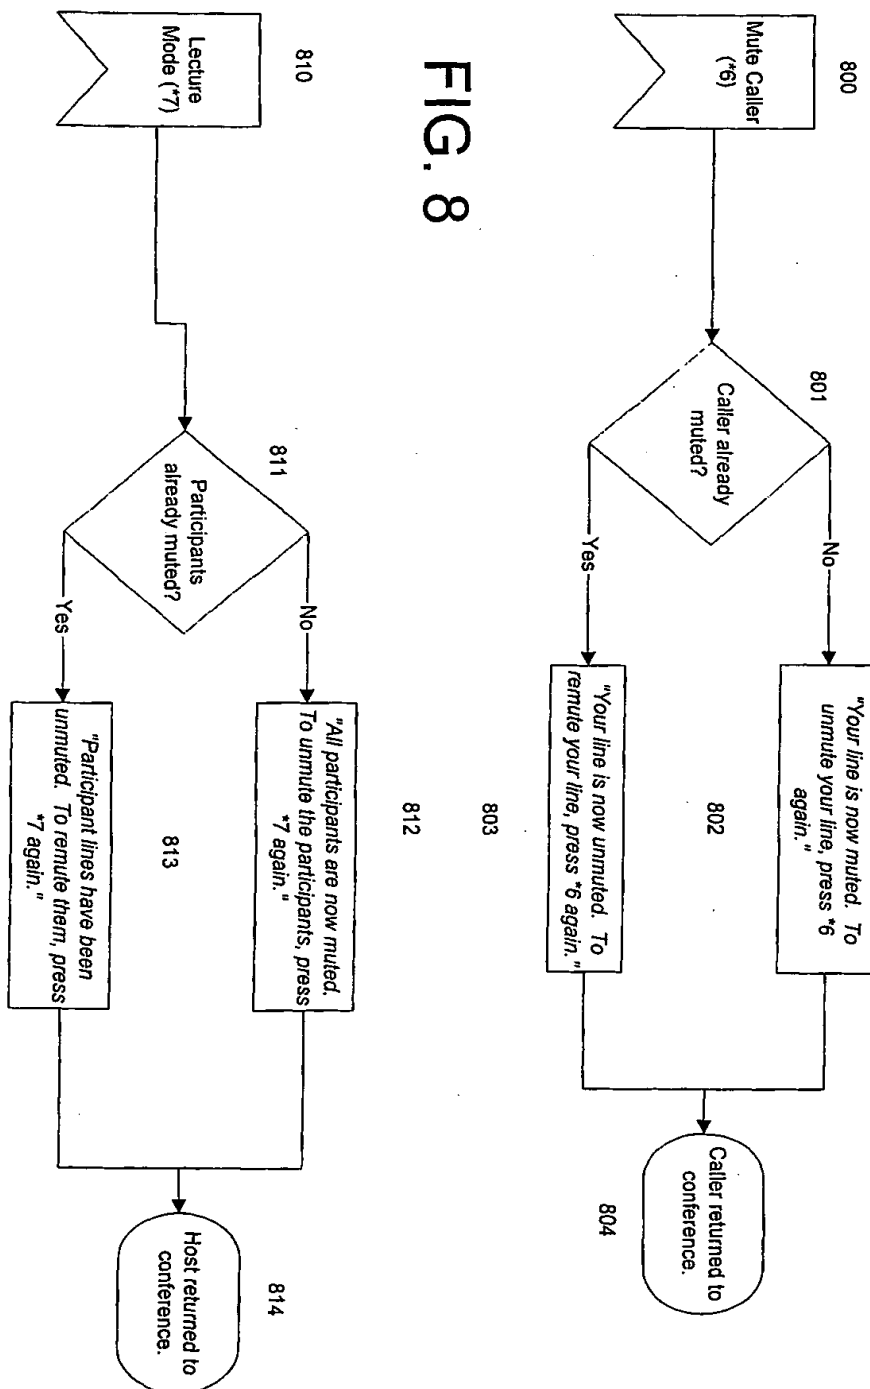 800
Mute Caller
(*6)
801
Caller already
muted?
No
Yes
"Your line is now muted. To
unmute your line, press *6
again."
802
"Your line is now unmuted. To
remute your line, press *6 again."
803
Caller returned to
conference.
804
FIG. 8
810
Lecture
Mode (*7)
811
Participants
already muted?
No
Yes
812
"All participants are now muted.
To unmute the participants, press
*7 again."
813
"Participant lines have been
unmuted. To remute them, press
*7 again."
814
Host returned to
conference.